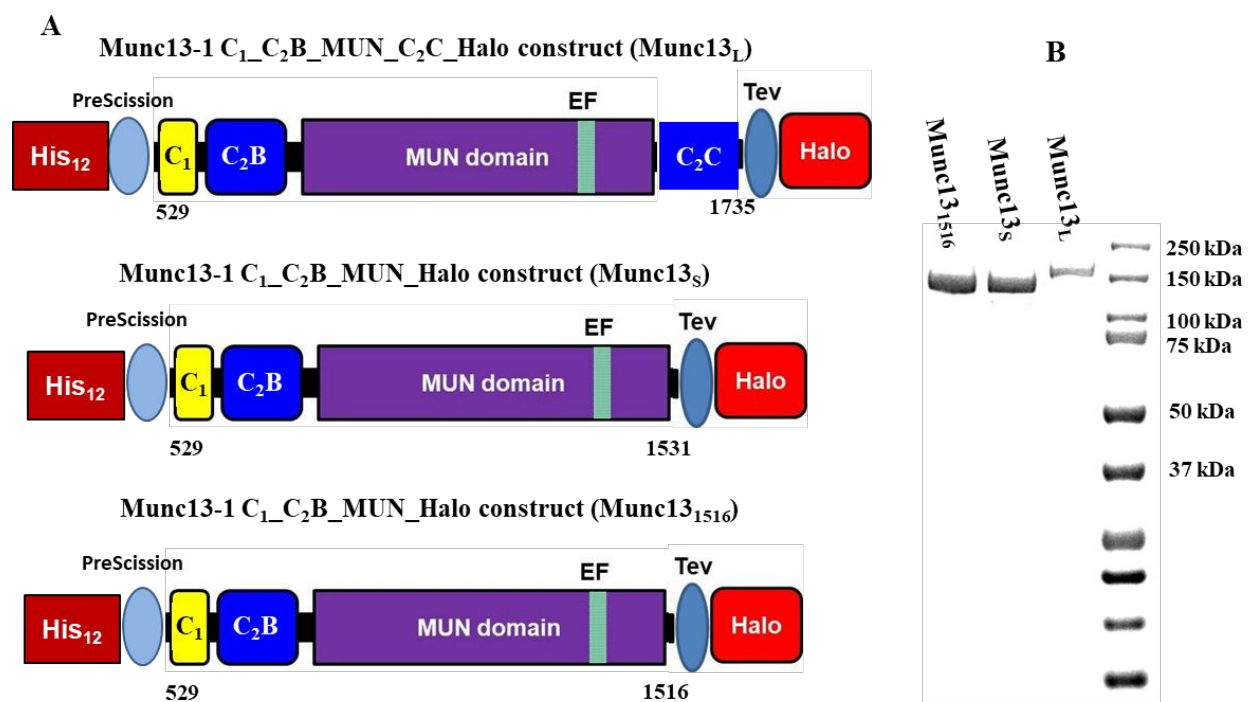 A
Munc13-1 C₁_C₂B_MUN_C₂C_Halo construct (Munc13L)
PreScission
EF
Tev
His₁₂
C₁
C₂B
MUN domain
C₂C
Halo
529
1735
Munc13-1 C₁_C₂B_MUN_Halo construct (Munc13S)
PreScission
EF
Tev
His₁₂
C₁
C₂B
MUN domain
Halo
529
1531
Munc13-1 C₁_C₂B_MUN_Halo construct (Munc13₁₅₁₆)
PreScission
EF
Tev
His₁₂
C₁
C₂B
MUN domain
Halo
529
1516
B
Munc13₁₅₁₆
Munc13S
Munc13L
250 kDa
150 kDa
100 kDa
75 kDa
50 kDa
37 kDa